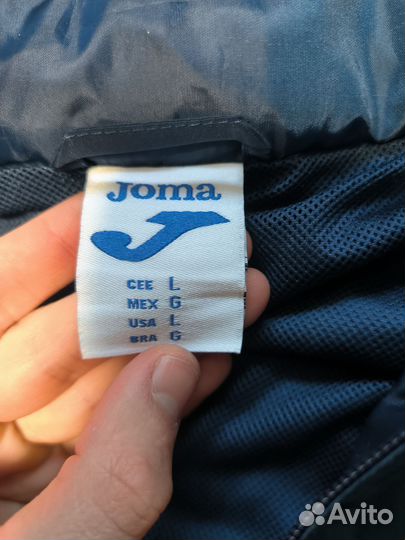 Joma
CEE L
MEX G
USA L
BRA G
Avito